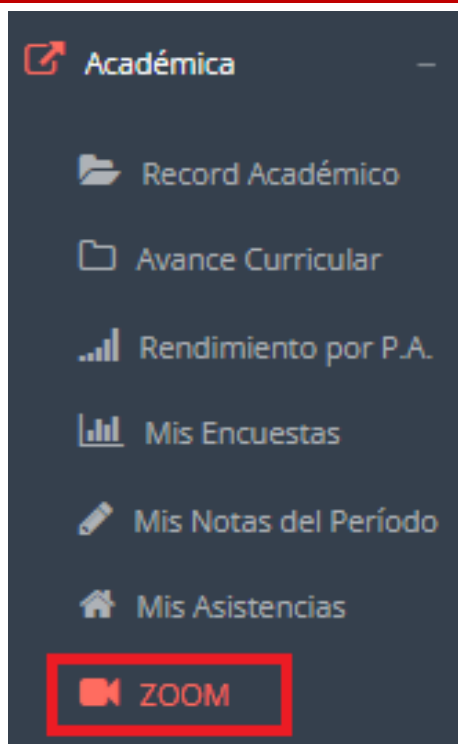 Académica
Record Académico
Avance Curricular
Rendimiento por P.A.
Mis Encuestas
Mis Notas del Período
Mis Asistencias
ZOOM